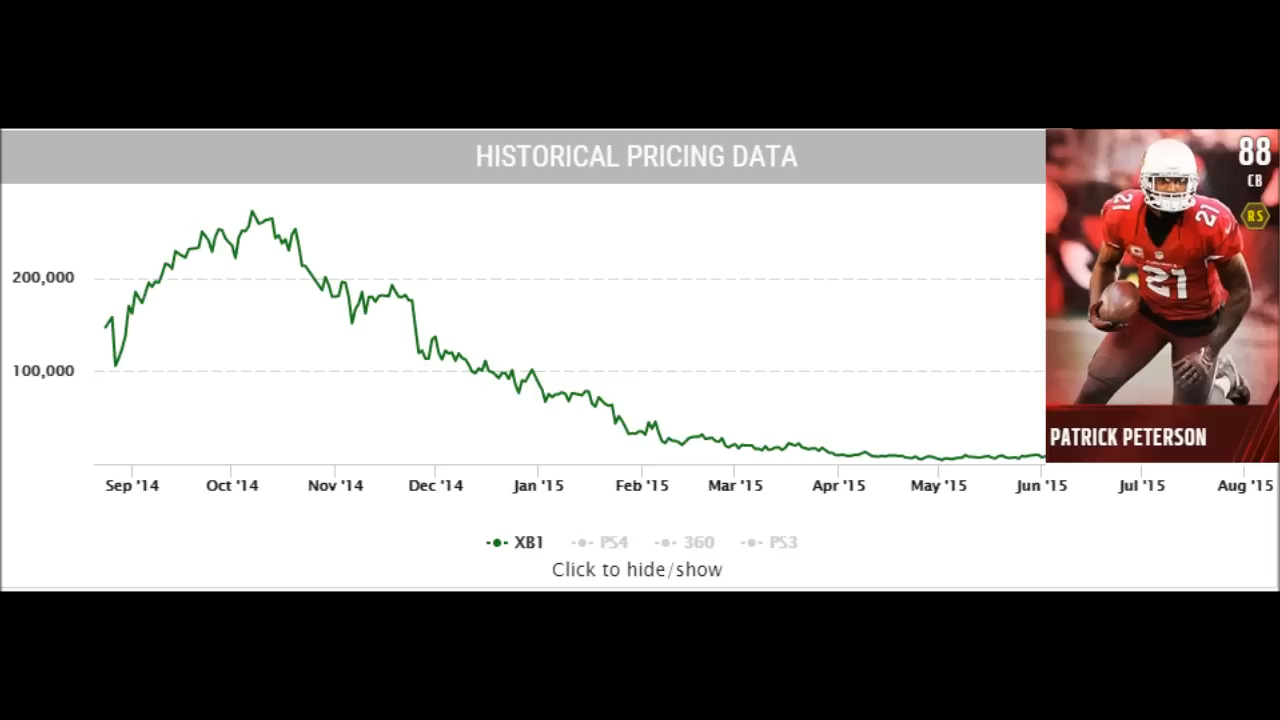 HISTORICAL PRICING DATA
88
CB
RS
21 21
21
PATRICK PETERSON
200,000
100,000
Sep '14 Oct '14 Nov '14 Dec '14 Jan '15 Feb '15 Mar '15 Apr '15 May '15 Jun '15 Jul '15 Aug '15
XB1 PS4 360 PS3
Click to hide/show